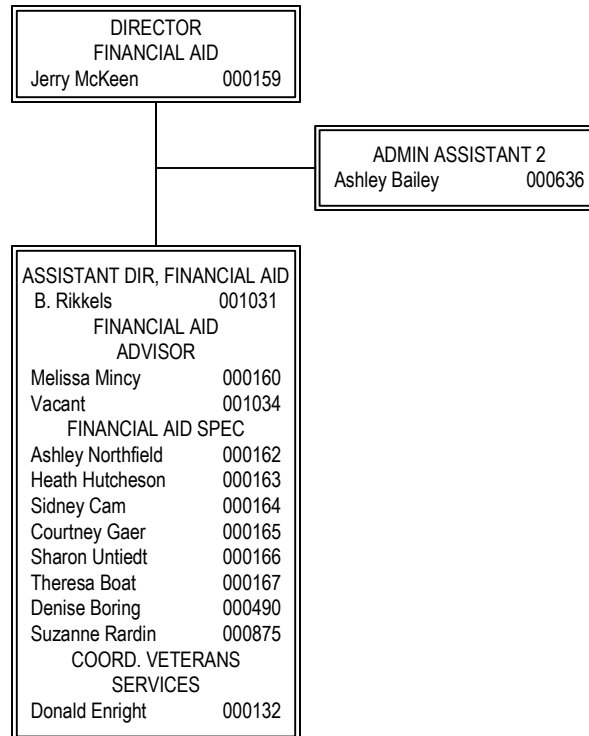 DIRECTOR
FINANCIAL AID
Jerry McKeen 000159
ADMIN ASSISTANT 2
Ashley Bailey 000636
ASSISTANT DIR, FINANCIAL AID
B. Rikkels 001031
FINANCIAL AID
ADVISOR
Melissa Mincy 000160
Vacant 001034
FINANCIAL AID SPEC
Ashley Northfield 000162
Heath Hutcheson 000163
Sidney Cam 000164
Courtney Gaer 000165
Sharon Untiedt 000166
Theresa Boat 000167
Denise Boring 000490
Suzanne Rardin 000875
COORD. VETERANS
SERVICES
Donald Enright 000132